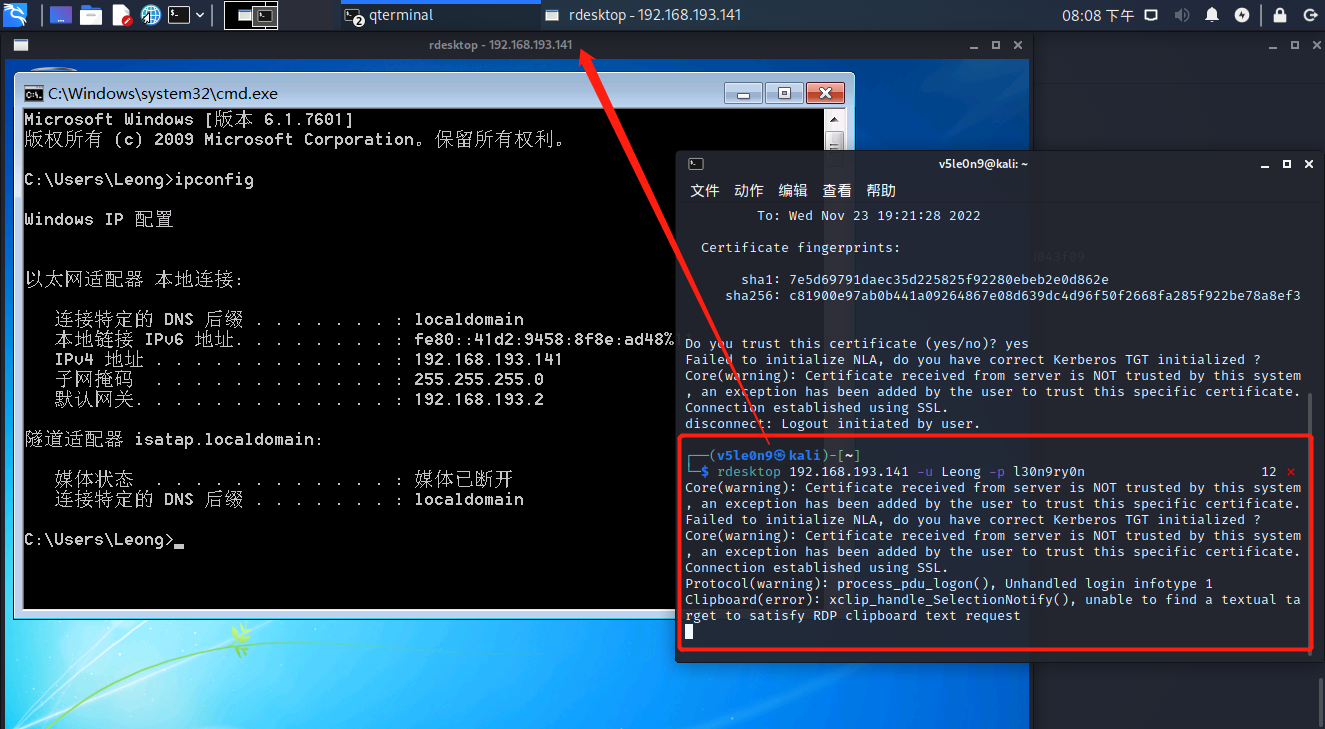 qterminal
rdesktop - 192.168.193.141
08:08 下午
rdesktop - 192.168.193.141
C:\Windows\system32\cmd.exe
Microsoft Windows [版本 6.1.7601]
版权所有 (c) 2009 Microsoft Corporation。保留所有权利。
C:\Users\Leong>ipconfig
Windows IP 配置
以太网适配器 本地连接:
连接特定的 DNS 后缀 . . . . . . . : localdomain
本地链接 IPv6 地址. . . . . . . . : fe80::41d2:9458:8f8e:ad48%
IPv4 地址 . . . . . . . . . . . . : 192.168.193.141
子网掩码 . . . . . . . . . . . . : 255.255.255.0
默认网关. . . . . . . . . . . . . : 192.168.193.2
隧道适配器 isatap.localdomain:
媒体状态 . . . . . . . . . . . . : 媒体已断开
连接特定的 DNS 后缀 . . . . . . . : localdomain
C:\Users\Leong>
v5le0n9@kali: ~
文件 动作 编辑 查看 帮助
To: Wed Nov 23 19:21:28 2022
Certificate fingerprints:
sha1: 7e5d69791daec35d225825f92280ebeb2e0d862e
sha256: c81900e97ab0b441a09264867e08d639dc4d96f50f2668fa285f922be78a8ef3
Do you trust this certificate (yes/no)? yes
Failed to initialize NLA, do you have correct Kerberos TGT initialized ?
Core(warning): Certificate received from server is NOT trusted by this system
, an exception has been added by the user to trust this specific certificate.
Connection established using SSL.
disconnect: Logout initiated by user.
┌──(v5le0n9㉿kali)-[~]
└─$ rdesktop 192.168.193.141 -u Leong -p l30n9ry0n 12 ⨯
Core(warning): Certificate received from server is NOT trusted by this system
, an exception has been added by the user to trust this specific certificate.
Failed to initialize NLA, do you have correct Kerberos TGT initialized ?
Core(warning): Certificate received from server is NOT trusted by this system
, an exception has been added by the user to trust this specific certificate.
Connection established using SSL.
Protocol(warning): process_pdu_logon(), Unhandled login infotype 1
Clipboard(error): xclip_handle_SelectionNotify(), unable to find a textual ta
rget to satisfy RDP clipboard text request